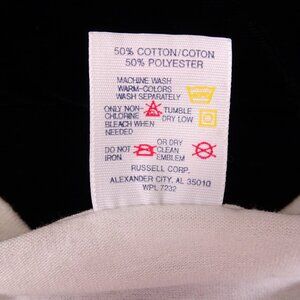 50% COTTON/COTON
50% POLYESTER
MACHINE WASH
WARM-COLORS
WASH SEPARATELY
ONLY NON- TUMBLE
CHLORINE DRY LOW
BLEACH WHEN
NEEDED
DO NOT OR DRY
IRON CLEAN
EMBLEM
RUSSELL CORP.
ALEXANDER CITY, AL 35010
WPL 7232